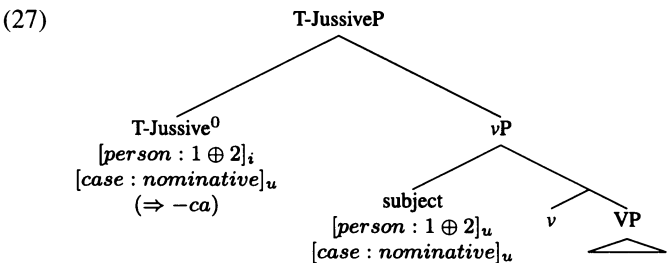 (27)
T-JussiveP
T-Jussive⁰
[person : 1 ⊕ 2]ᵢ
[case : nominative]ᵤ
(⇒ −ca)
vP
subject
[person : 1 ⊕ 2]ᵤ
[case : nominative]ᵤ
v
VP